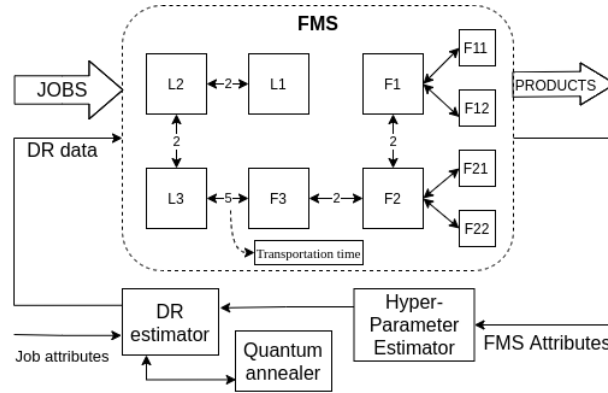 FMS
JOBS
L2
2
L1
F1
F11
F12
PRODUCTS
DR data
2
2
L3
5
F3
2
F2
F21
F22
Transportation time
DR
estimator
Hyper-
Parameter
Estimator
Job attributes
FMS Attributes
Quantum
annealer